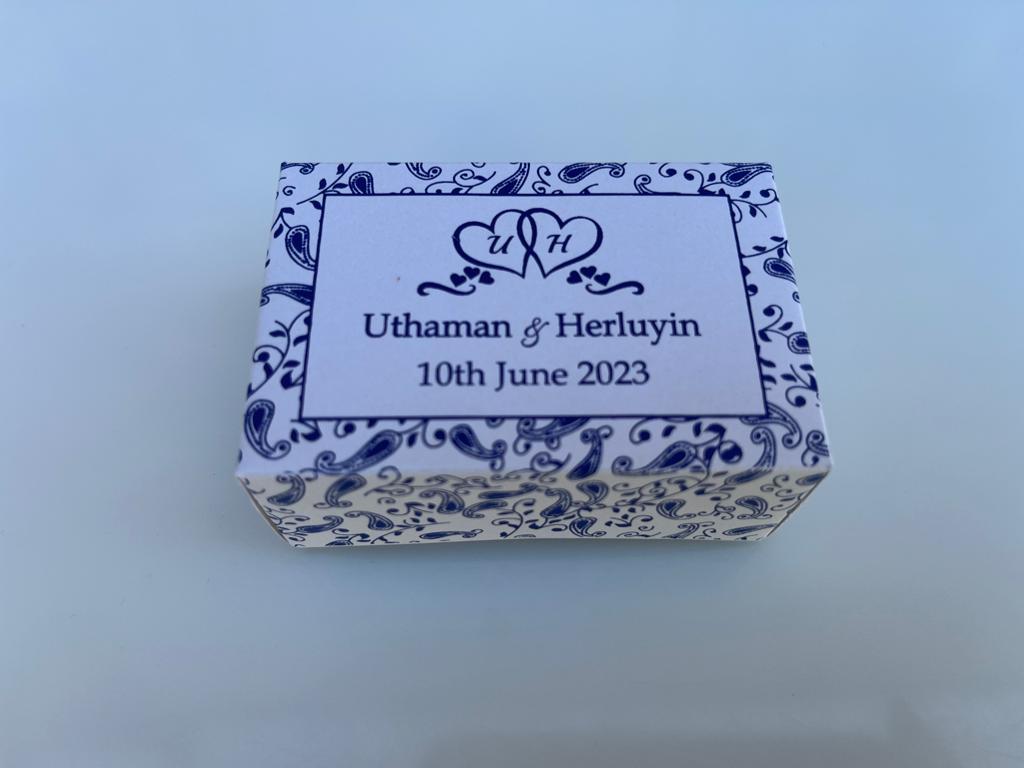 U H
Uthaman & Herluyin
10th June 2023